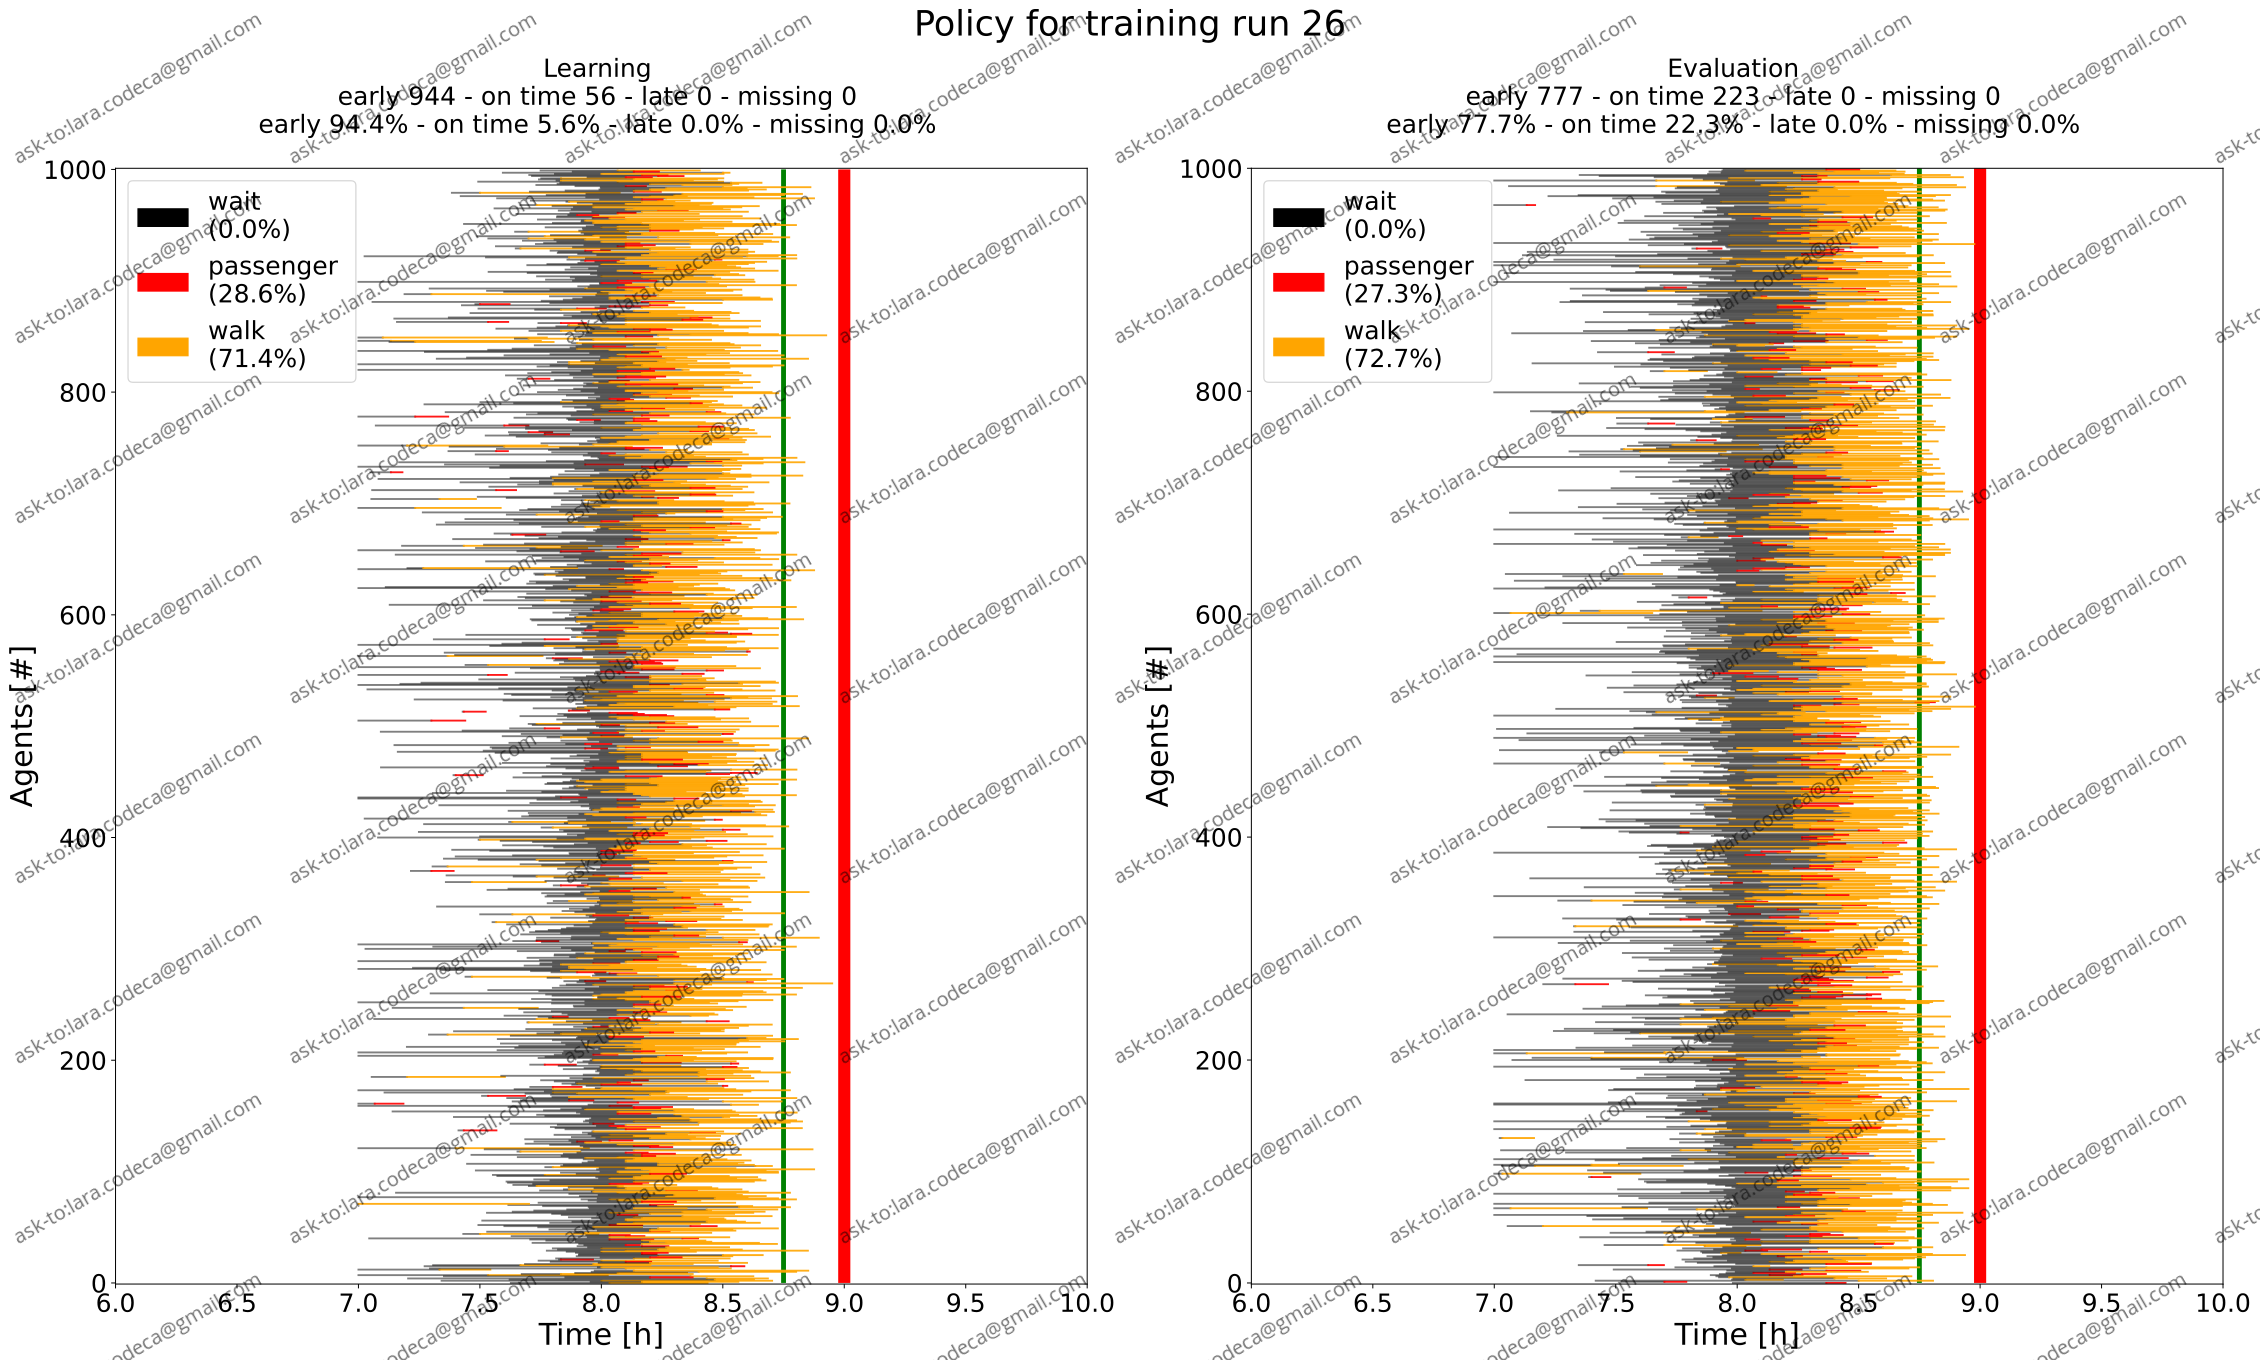 Policy for training run 26
Learning
early 944 - on time 56 - late 0 - missing 0
early 94.4% - on time 5.6% - late 0.0% - missing 0.0%
wait
(0.0%)
passenger
(28.6%)
walk
(71.4%)
Agents [#]
1000
800
600
400
200
0
6.0 6.5 7.0 7.5 8.0 8.5 9.0 9.5 10.0
Time [h]
Evaluation
early 777 - on time 223 - late 0 - missing 0
early 77.7% - on time 22.3% - late 0.0% - missing 0.0%
wait
(0.0%)
passenger
(27.3%)
walk
(72.7%)
Agents [#]
1000
800
600
400
200
0
6.0 6.5 7.0 7.5 8.0 8.5 9.0 9.5 10.0
Time [h]
ask-to:lara.codeca@gmail.com